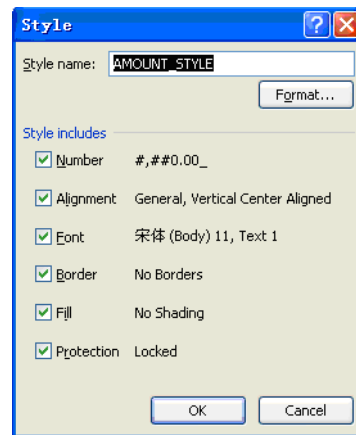 Style
Style name: AMOUNT_STYLE
Format...
Style includes
Number #,##0.00_
Alignment General, Vertical Center Aligned
Font 宋体 (Body) 11, Text 1
Border No Borders
Fill No Shading
Protection Locked
OK Cancel